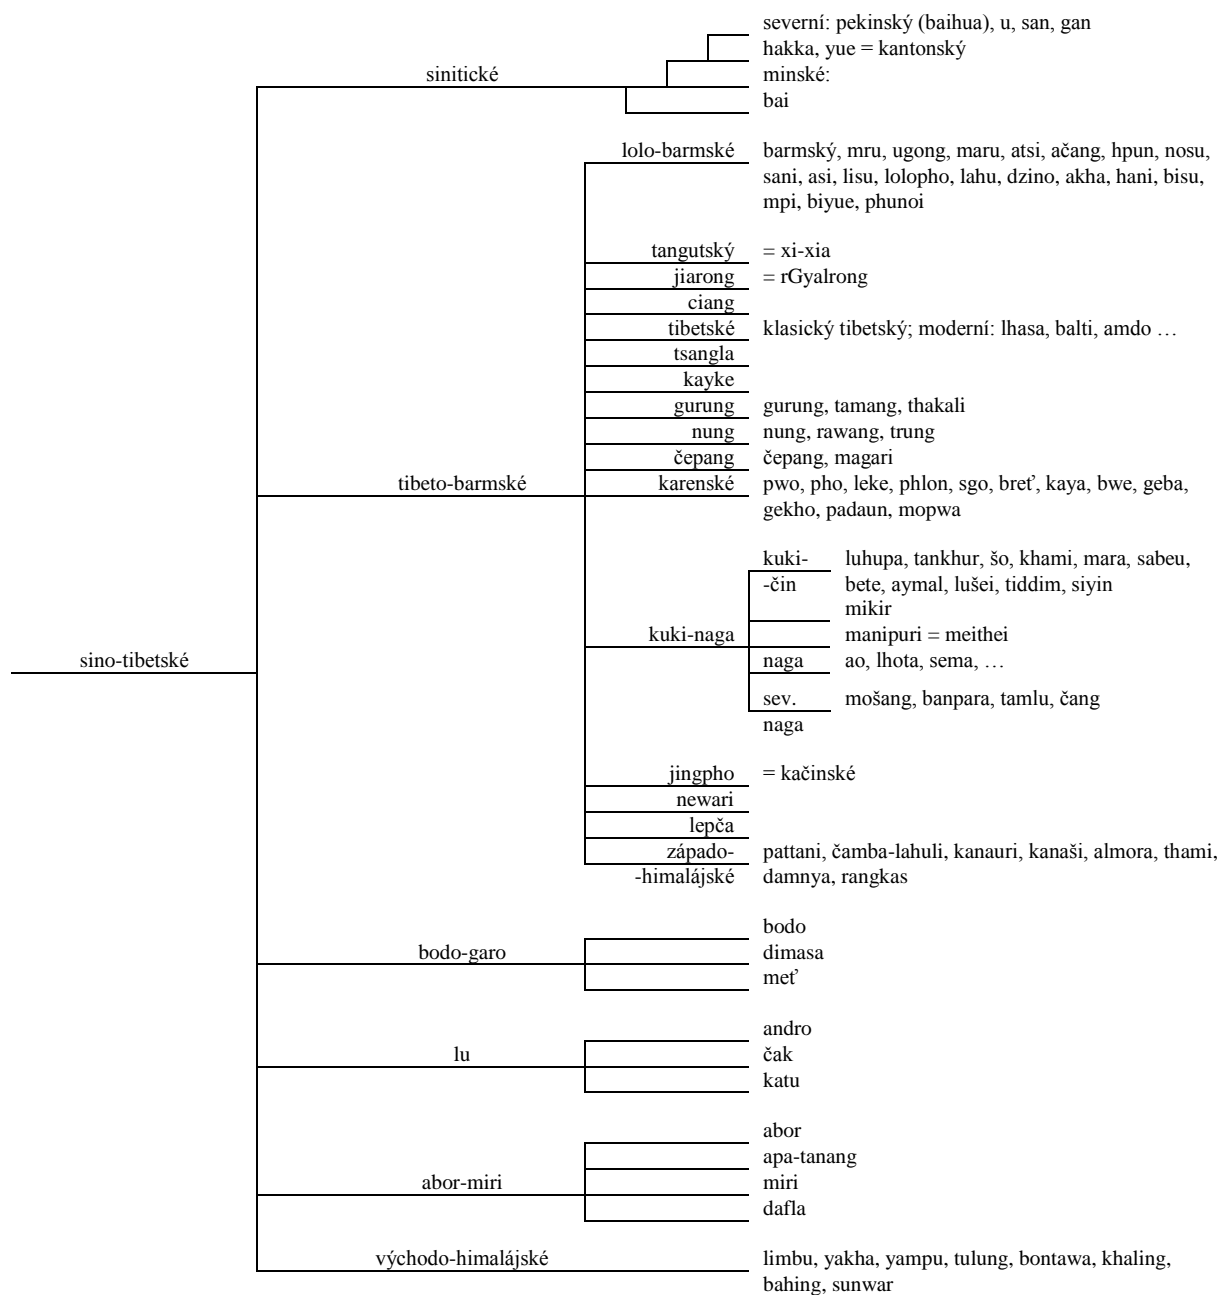 severní: pekinský (baihua), u, san, gan
hakka, yue = kantonský
sinitické
minské:
bai
lolo-barmské
barmský, mru, ugong, maru, atsi, ačang, hpun, nosu,
sani, asi, lisu, lolopho, lahu, dzino, akha, hani, bisu,
mpi, biyue, phunoi
tangutský
= xi-xia
jiarong
= rGyalrong
ciang
tibetské
klasický tibetský; moderní: lhasa, balti, amdo …
tsangla
kayke
gurung
gurung, tamang, thakali
nung
nung, rawang, trung
čepang
čepang, magari
tibeto-barmské
karenské
pwo, pho, leke, phlon, sgo, breť, kaya, bwe, geba,
gekho, padaun, mopwa
kuki-
luhupa, tankhur, šo, khami, mara, sabeu,
-čin
bete, aymal, lušei, tiddim, siyin
mikir
kuki-naga
manipuri = meithei
sino-tibetské
naga
ao, lhota, sema, …
sev.
mošang, banpara, tamlu, čang
naga
jingpho
= kačinské
newari
lepča
západo-
pattani, čamba-lahuli, kanauri, kanaši, almora, thami,
-himalájské
damnya, rangkas
bodo
bodo-garo
dimasa
meť
andro
lu
čak
katu
abor
apa-tanang
abor-miri
miri
dafla
východo-himalájské
limbu, yakha, yampu, tulung, bontawa, khaling,
bahing, sunwar